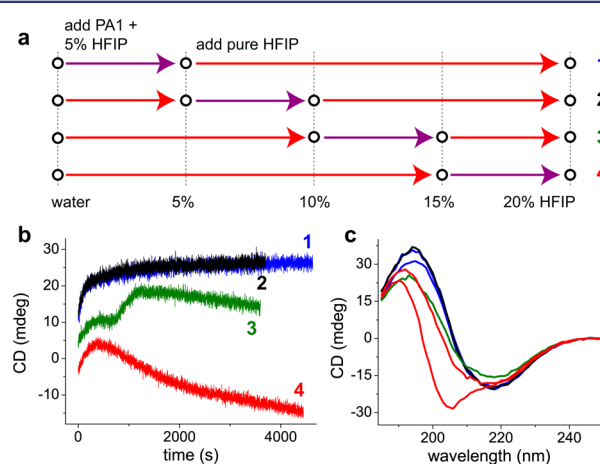 a
add PA1 +
5% HFIP
add pure HFIP
1
2
3
4
water 5% 10% 15% 20% HFIP
b
CD (mdeg)
30
20
10
0
-10
1
2
3
4
0 2000 4000
time (s)
c
CD (mdeg)
30
15
0
-15
-30
200 220 240
wavelength (nm)